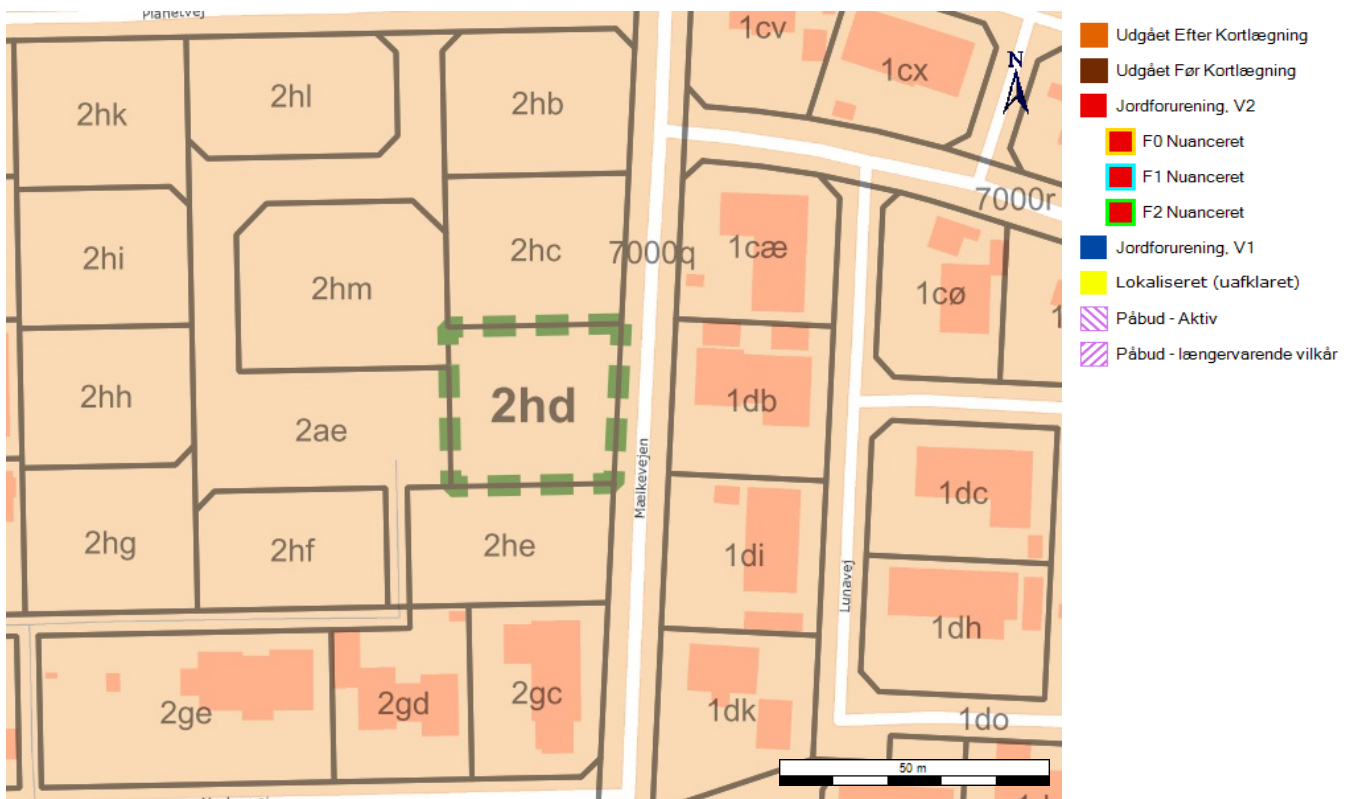 Planetvej
1cv
1cx
N
2hk
2hl
2hb
7000r
2hi
2hm
2hc
7000q
1cæ
1cø
2hh
2ae
2hd
1db
Mælkevejen
1dc
2hg
2hf
2he
1di
Lunavej
1dh
2ge
2gd
2gc
1dk
1do
50 m
Udgået Efter Kortlægning
Udgået Før Kortlægning
Jordforurening, V2
F0 Nuanceret
F1 Nuanceret
F2 Nuanceret
Jordforurening, V1
Lokaliseret (uafklaret)
Påbud - Aktiv
Påbud - længervarende vilkår